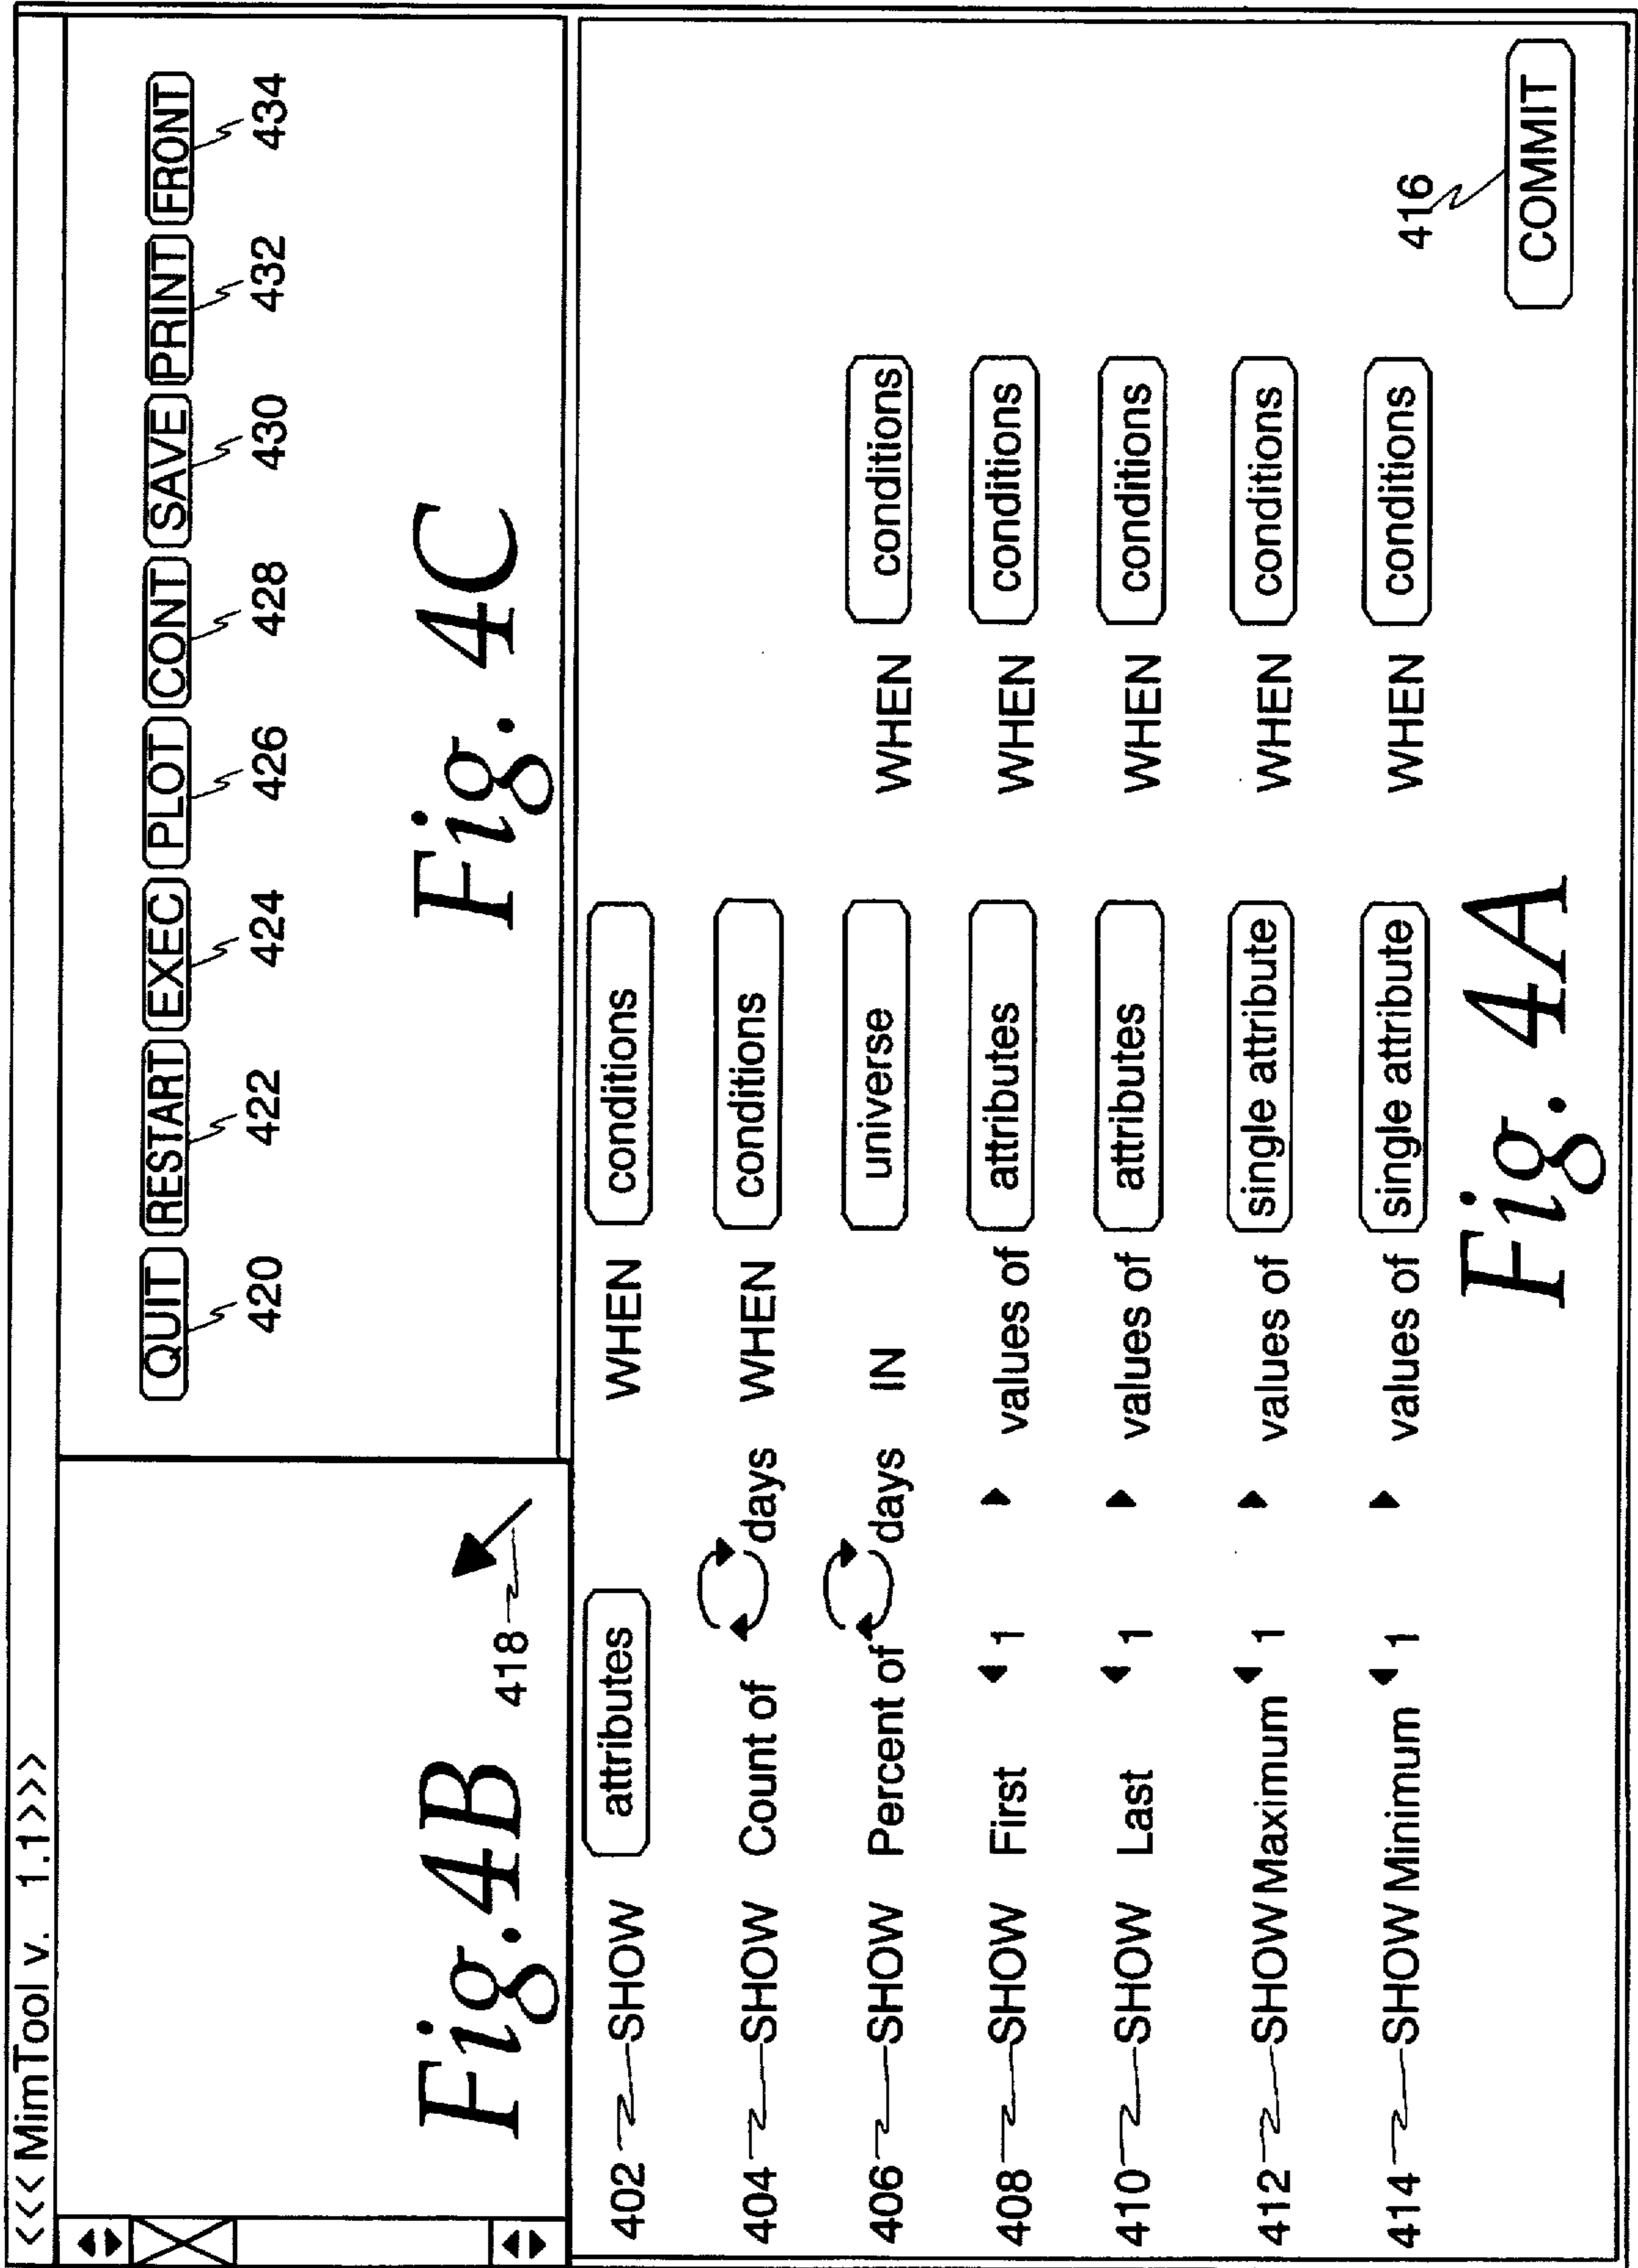 <<< MimTool v. 1.1>>>
QUIT RESTART EXEC PLOT CONT SAVE PRINT FRONT
420 422 424 426 428 430 432 434
Fig.4B 418
Fig. 4C
402 SHOW attributes WHEN conditions
404 SHOW Count of days WHEN conditions
406 SHOW Percent of days IN universe WHEN conditions
408 SHOW First 1 values of attributes WHEN conditions
410 SHOW Last 1 values of attributes WHEN conditions
412 SHOW Maximum 1 values of single attribute WHEN conditions
414 SHOW Minimum 1 values of single attribute WHEN conditions
416
COMMIT
Fig. 4A